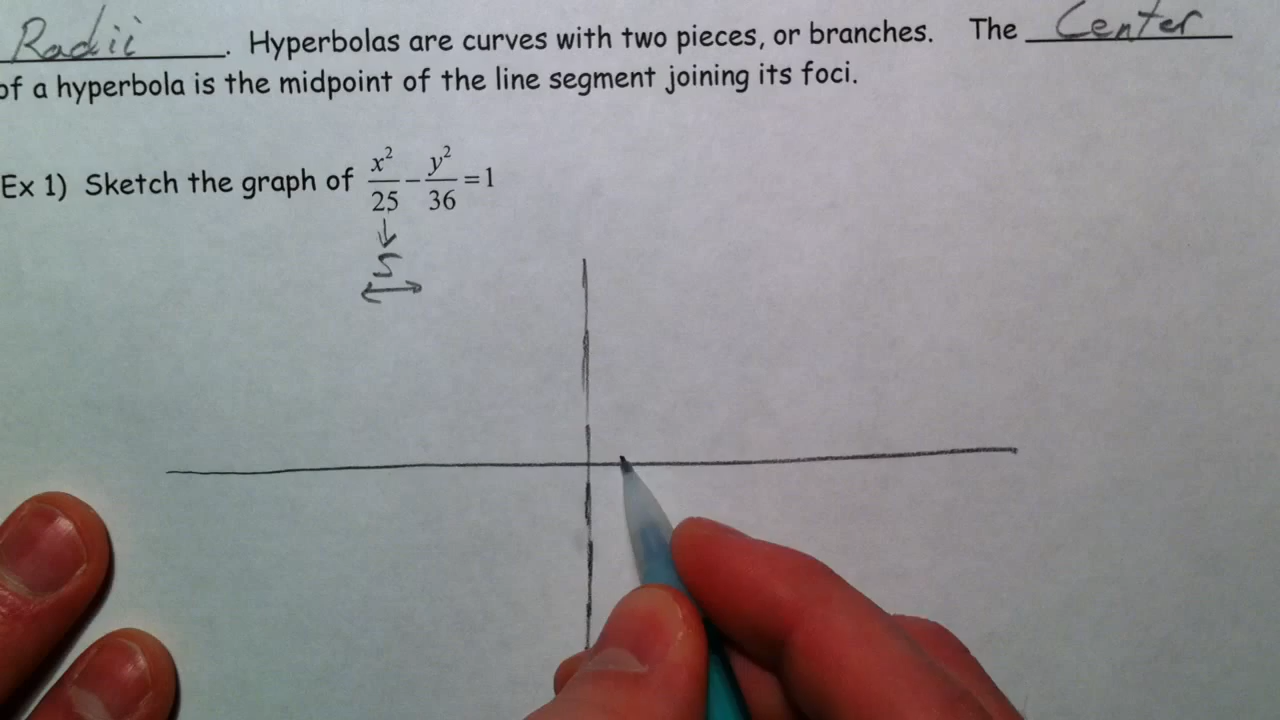 Radii. Hyperbolas are curves with two pieces, or branches. The Center
of a hyperbola is the midpoint of the line segment joining its foci.
Ex 1) Sketch the graph of x²/25 − y²/36 = 1
5